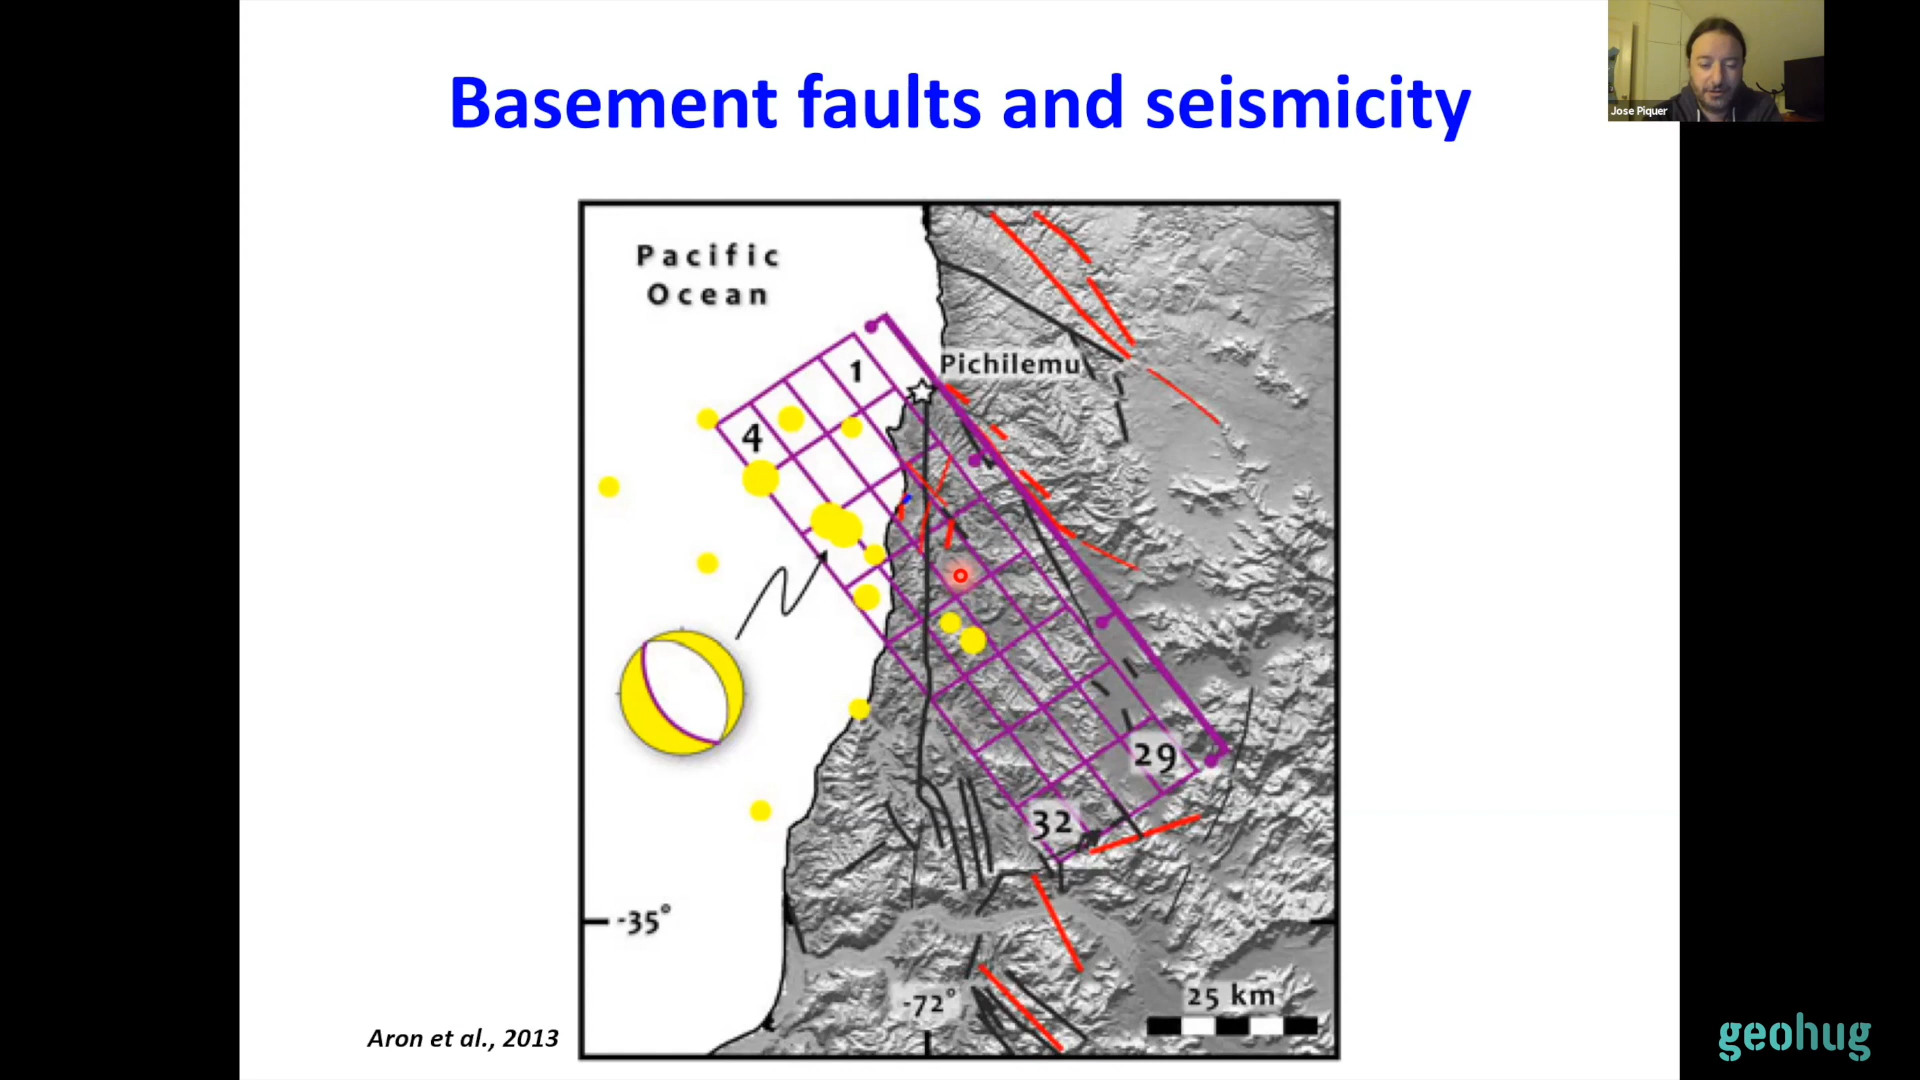 Basement faults and seismicity
Jose Piquer
Pacific
Ocean
1
Pichilemu
4
29
32
-35°
-72°
25 km
Aron et al., 2013
geohug